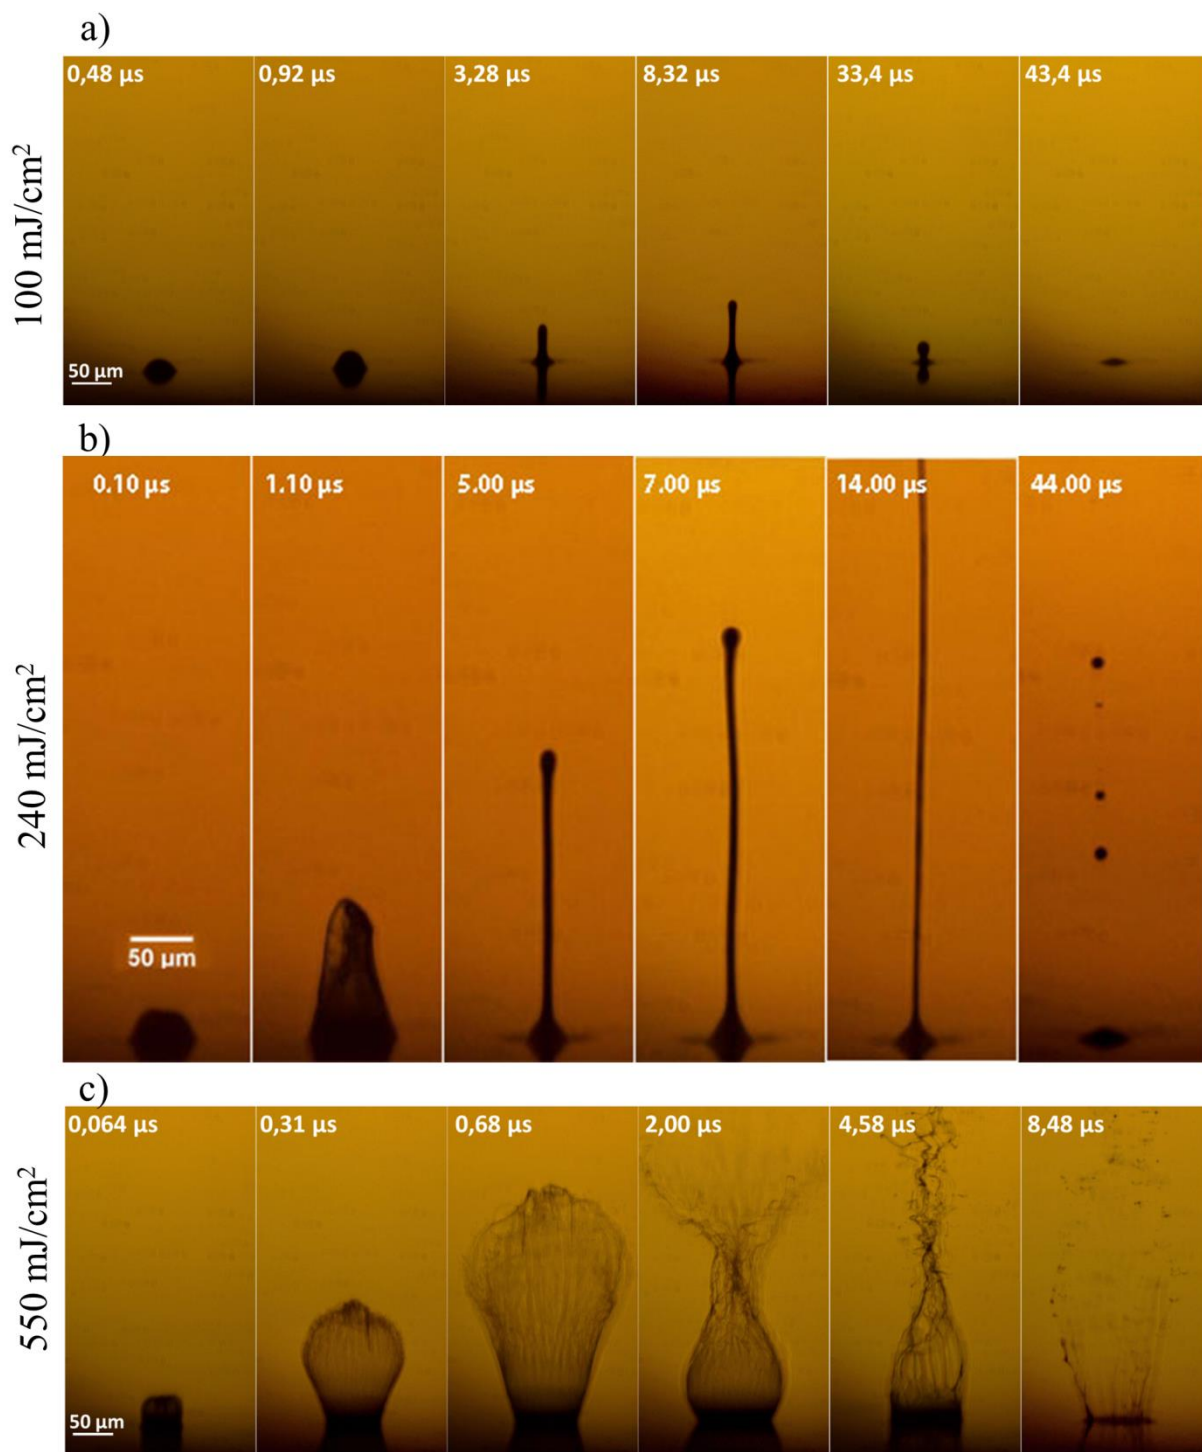 a)
100 mJ/cm²
0,48 µs
0,92 µs
3,28 µs
8,32 µs
33,4 µs
43,4 µs
50 µm
b)
240 mJ/cm²
0.10 µs
1.10 µs
5.00 µs
7.00 µs
14.00 µs
44.00 µs
50 µm
c)
550 mJ/cm²
0,064 µs
0,31 µs
0,68 µs
2,00 µs
4,58 µs
8,48 µs
50 µm